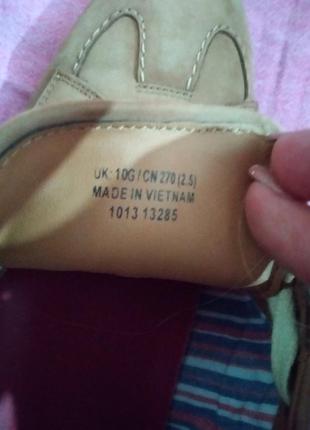 UK: 10G / CN 270 (2.5)
MADE IN VIETNAM
1013 13285